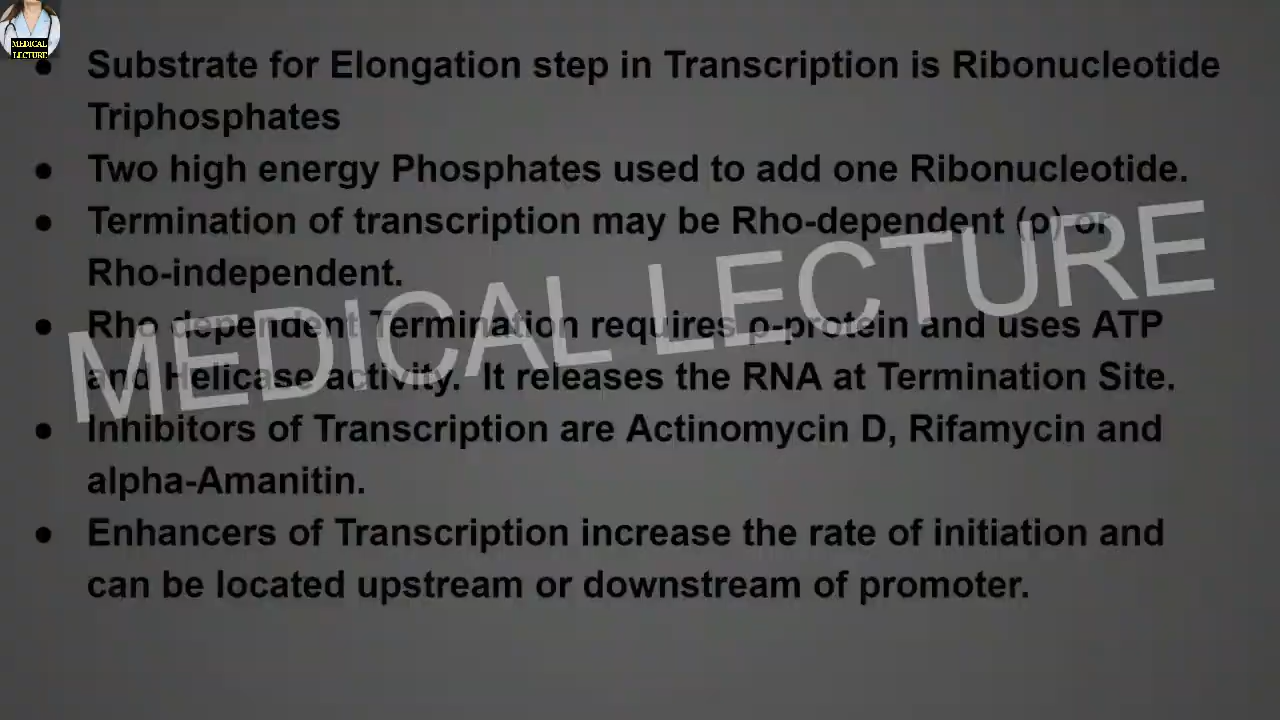 MEDICAL
LECTURE
● Substrate for Elongation step in Transcription is Ribonucleotide
Triphosphates
● Two high energy Phosphates used to add one Ribonucleotide.
● Termination of transcription may be Rho-dependent (ρ) or
Rho-independent.
● Rho dependent Termination requires ρ-protein and uses ATP
and Helicase activity. It releases the RNA at Termination Site.
● Inhibitors of Transcription are Actinomycin D, Rifamycin and
alpha-Amanitin.
● Enhancers of Transcription increase the rate of initiation and
can be located upstream or downstream of promoter.
MEDICAL LECTURE